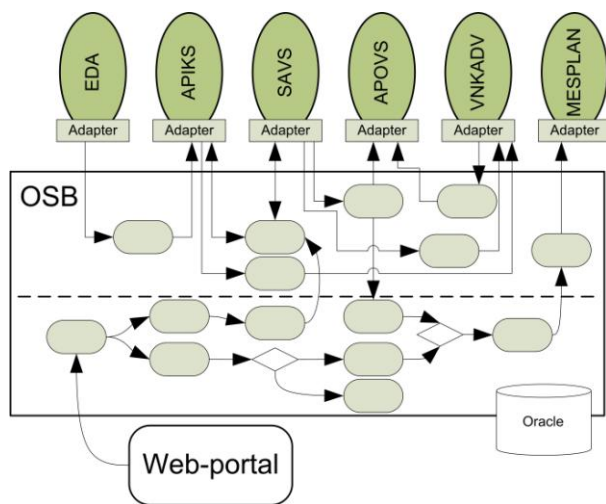 EDA
APIKS
SAVS
APOVS
VNKADV
MESPLAN
Adapter
Adapter
Adapter
Adapter
Adapter
Adapter
OSB
Oracle
Web-portal